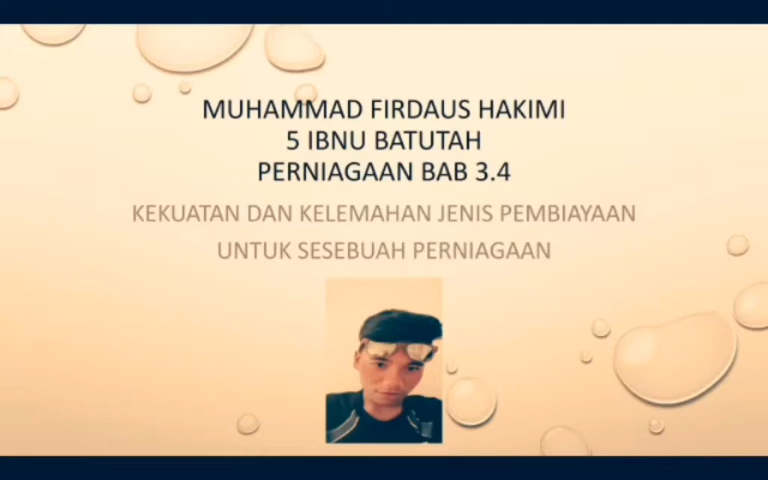 MUHAMMAD FIRDAUS HAKIMI
5 IBNU BATUTAH
PERNIAGAAN BAB 3.4
KEKUATAN DAN KELEMAHAN JENIS PEMBIAYAAN
UNTUK SESEBUAH PERNIAGAAN